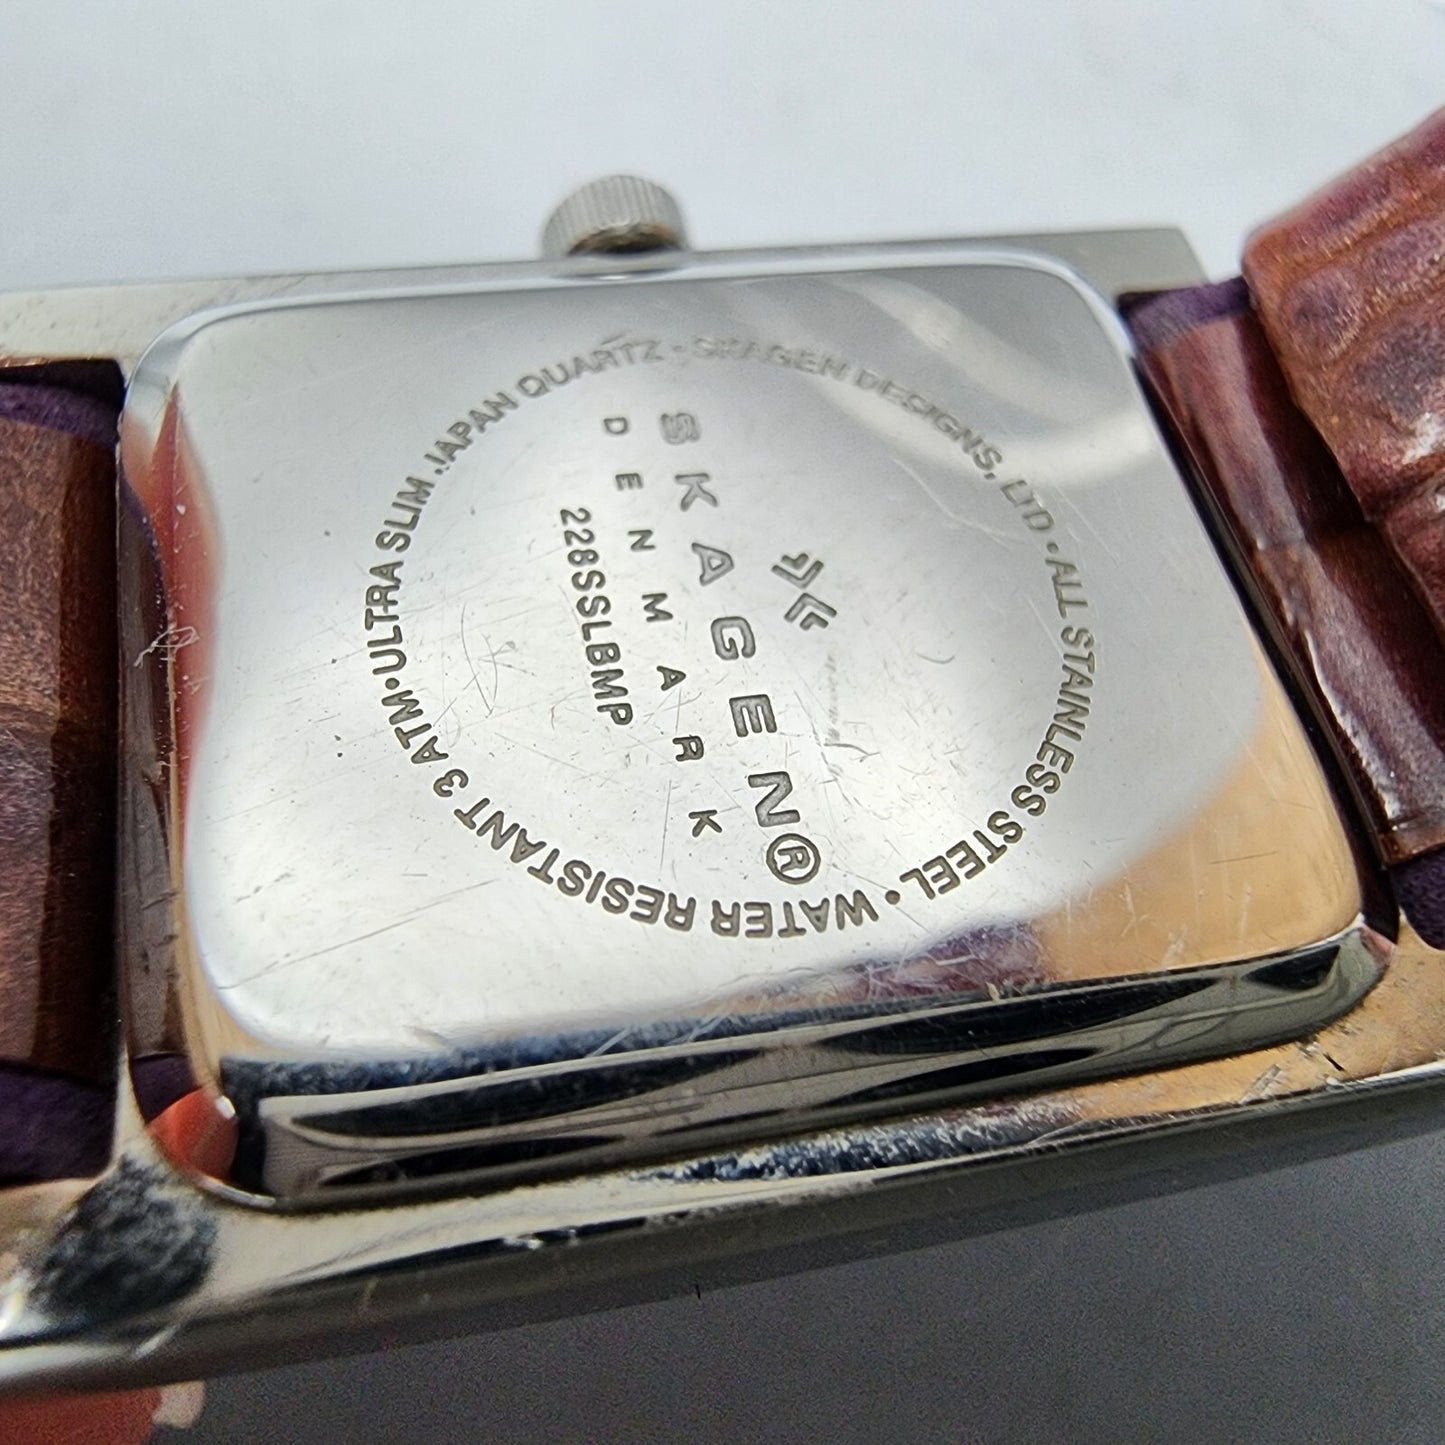 SKAGEN®
DENMARK
228SSLBMP
SKAGEN DESIGNS, LTD • ALL STAINLESS STEEL • WATER RESISTANT 3 ATM • ULTRA SLIM • JAPAN QUARTZ •